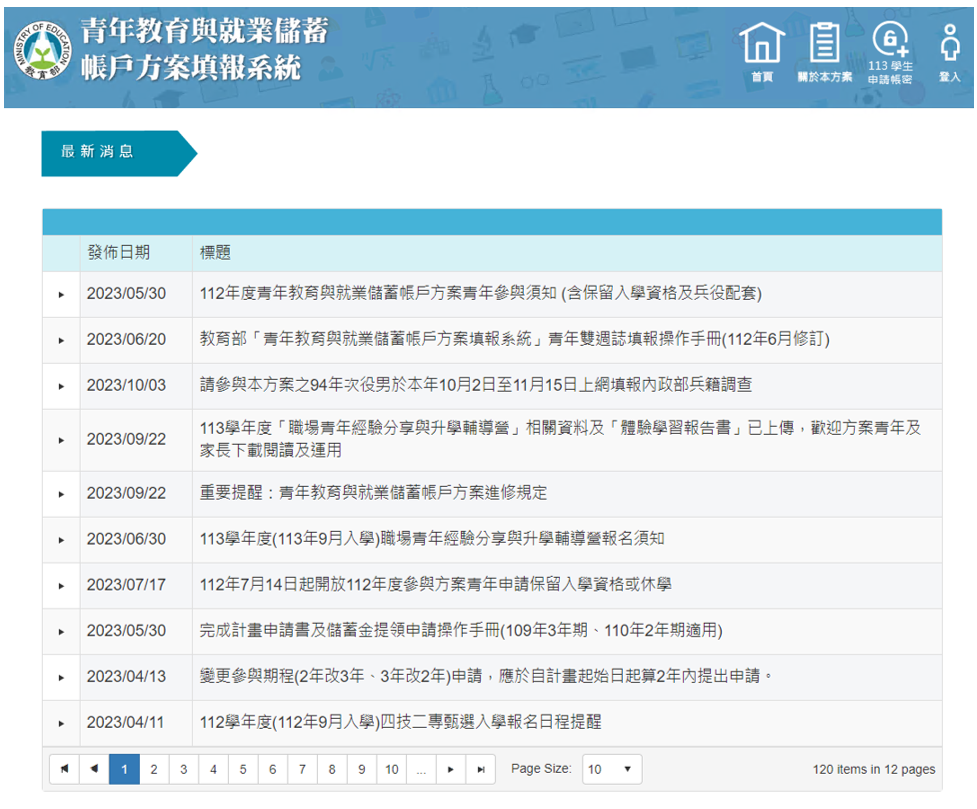 MINISTRY OF EDUCATION
教育部
青年教育與就業儲蓄
帳戶方案填報系統
首頁
關於本方案
113 學生
申請帳密
登入
最新消息
發佈日期 標題
2023/05/30 112年度青年教育與就業儲蓄帳戶方案青年參與須知 (含保留入學資格及兵役配套)
2023/06/20 教育部「青年教育與就業儲蓄帳戶方案填報系統」青年雙週誌填報操作手冊(112年6月修訂)
2023/10/03 請參與本方案之94年次役男於本年10月2日至11月15日上網填報內政部兵籍調查
2023/09/22 113學年度「職場青年經驗分享與升學輔導營」相關資料及「體驗學習報告書」已上傳，歡迎方案青年及
家長下載閱讀及運用
2023/09/22 重要提醒：青年教育與就業儲蓄帳戶方案進修規定
2023/06/30 113學年度(113年9月入學)職場青年經驗分享與升學輔導營報名須知
2023/07/17 112年7月14日起開放112年度參與方案青年申請保留入學資格或休學
2023/05/30 完成計畫申請書及儲蓄金提領申請操作手冊(109年3年期、110年2年期適用)
2023/04/13 變更參與期程(2年改3年、3年改2年)申請，應於自計畫起始日起算2年內提出申請。
2023/04/11 112學年度(112年9月入學)四技二專甄選入學報名日程提醒
1 2 3 4 5 6 7 8 9 10 ... Page Size: 10 120 items in 12 pages